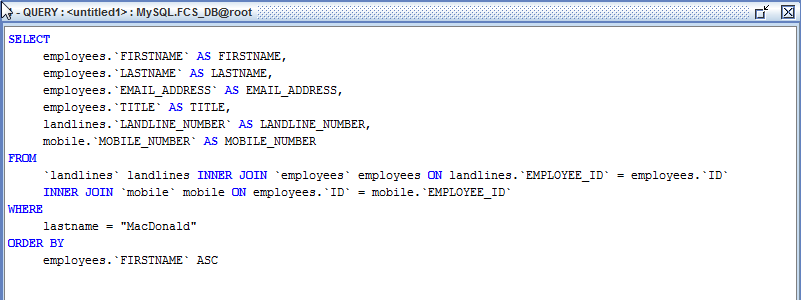 - QUERY : <untitled1> : MySQL.FCS_DB@root
SELECT
employees.`FIRSTNAME` AS FIRSTNAME,
employees.`LASTNAME` AS LASTNAME,
employees.`EMAIL_ADDRESS` AS EMAIL_ADDRESS,
employees.`TITLE` AS TITLE,
landlines.`LANDLINE_NUMBER` AS LANDLINE_NUMBER,
mobile.`MOBILE_NUMBER` AS MOBILE_NUMBER
FROM
`landlines` landlines INNER JOIN `employees` employees ON landlines.`EMPLOYEE_ID` = employees.`ID`
INNER JOIN `mobile` mobile ON employees.`ID` = mobile.`EMPLOYEE_ID`
WHERE
lastname = "MacDonald"
ORDER BY
employees.`FIRSTNAME` ASC